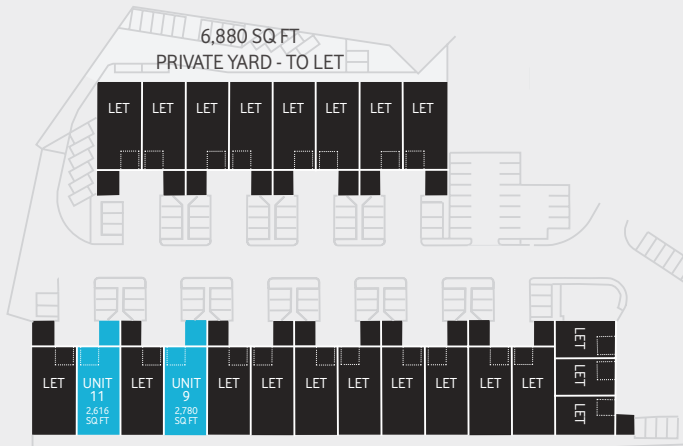 6,880 SQ FT
PRIVATE YARD - TO LET
LET LET LET LET LET LET LET LET
LET
LET
LET
LET UNIT 11 LET UNIT 9 LET LET LET LET LET LET LET LET
2,616 SQ FT 2,780 SQ FT